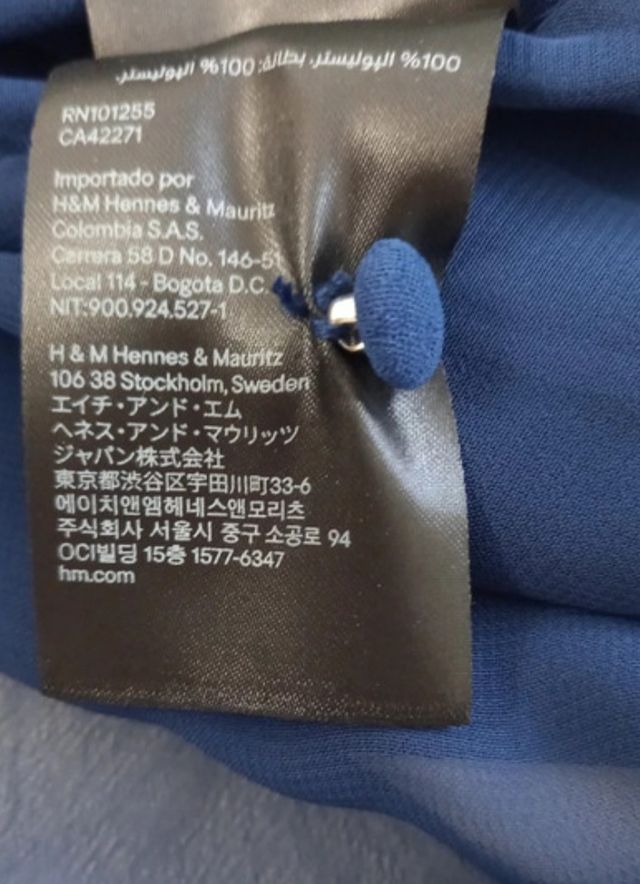 100% البوليستر. بطانة: 100% البوليستر.
RN101255
CA42271
Importado por
H&M Hennes & Mauritz
Colombia S.A.S.
Carrera 58 D No. 146-51
Local 114 - Bogota D.C.
NIT:900.924.527-1
H & M Hennes & Mauritz
106 38 Stockholm, Sweden
エイチ・アンド・エム
ヘネス・アンド・マウリッツ
ジャパン株式会社
東京都渋谷区宇田川町33-6
에이치앤엠헤네스앤모리츠
주식회사 서울시 중구 소공로 94
OCI빌딩 15층 1577-6347
hm.com